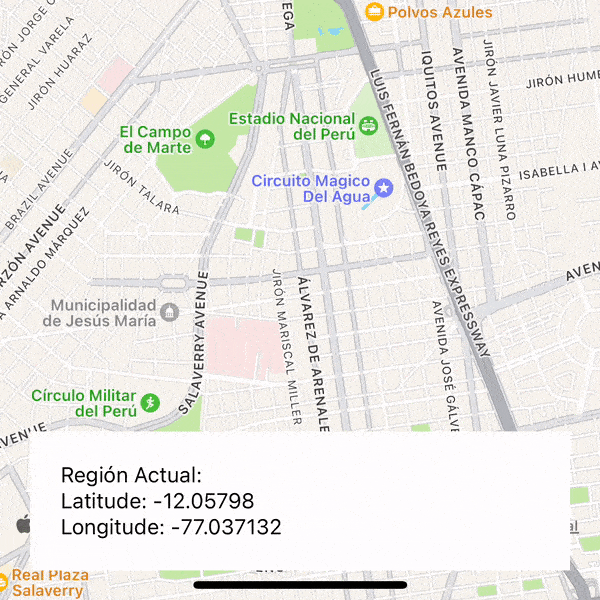 EGA
Polvos Azules
JIRÓN JORGE C
GENERAL VARELA
JIRÓN HUARAZ
LUIS FERNÁN BEDOYA REYES EXPRESSWAY
IQUITOS AVENUE
AVENIDA MANCO CÁPAC
JIRÓN JAVIER LUNA PIZARRO
JIRÓN HUMB
El Campo
de Marte
Estadio Nacional
del Perú
JIRÓN TALARA
Circuito Magico
Del Agua
ISABELLA I AV
BRAZIL AVENUE
RZÓN AVENUE
A ARNALDO MÁRQUEZ
Municipalidad
de Jesús María
SALAVERRY AVENUE
JIRÓN MARISCAL MILLER
ÁLVAREZ DE ARENALE
AVENIDA JOSÉ GÁLVE
AVEN
Círculo Militar
del Perú
VENUE
Región Actual:
Latitude: -12.05798
Longitude: -77.037132
al
Real Plaza
Salaverry